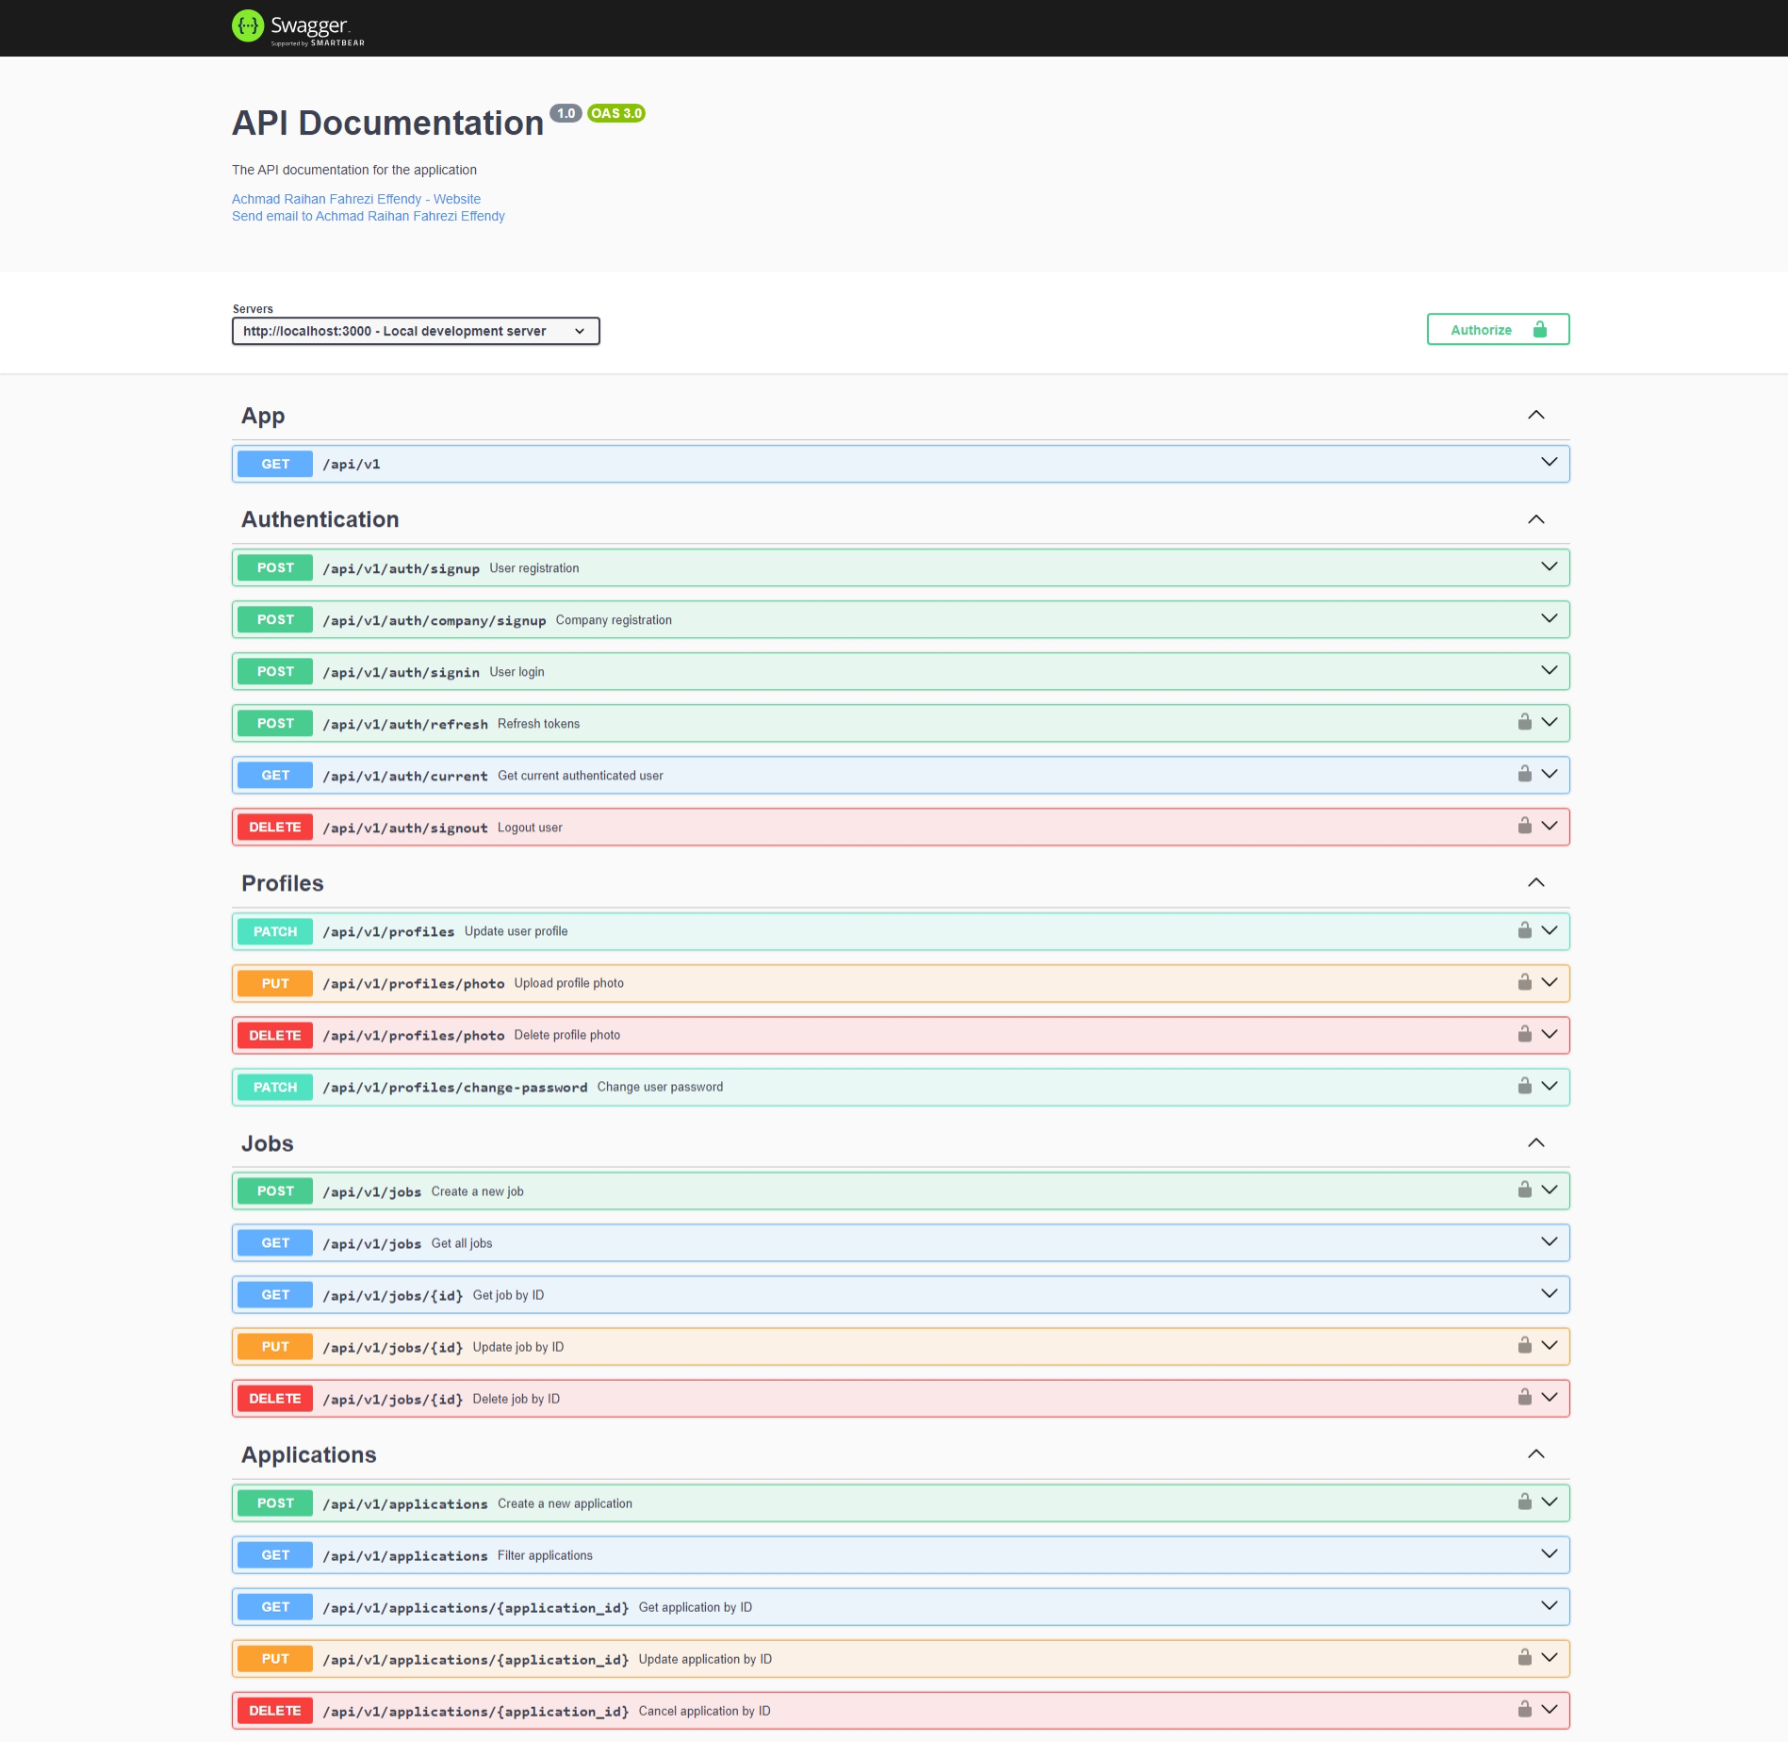 Swagger.
Supported by SMARTBEAR
API Documentation 1.0 OAS 3.0
The API documentation for the application
Achmad Raihan Fahrezi Effendy - Website
Send email to Achmad Raihan Fahrezi Effendy
Servers
http://localhost:3000 - Local development server
Authorize
App
GET /api/v1
Authentication
POST /api/v1/auth/signup User registration
POST /api/v1/auth/company/signup Company registration
POST /api/v1/auth/signin User login
POST /api/v1/auth/refresh Refresh tokens
GET /api/v1/auth/current Get current authenticated user
DELETE /api/v1/auth/signout Logout user
Profiles
PATCH /api/v1/profiles Update user profile
PUT /api/v1/profiles/photo Upload profile photo
DELETE /api/v1/profiles/photo Delete profile photo
PATCH /api/v1/profiles/change-password Change user password
Jobs
POST /api/v1/jobs Create a new job
GET /api/v1/jobs Get all jobs
GET /api/v1/jobs/{id} Get job by ID
PUT /api/v1/jobs/{id} Update job by ID
DELETE /api/v1/jobs/{id} Delete job by ID
Applications
POST /api/v1/applications Create a new application
GET /api/v1/applications Filter applications
GET /api/v1/applications/{application_id} Get application by ID
PUT /api/v1/applications/{application_id} Update application by ID
DELETE /api/v1/applications/{application_id} Cancel application by ID